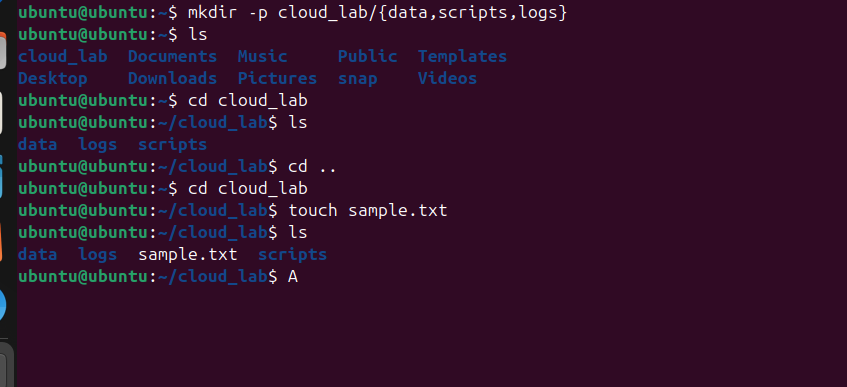 ubuntu@ubuntu:~$ mkdir -p cloud_lab/{data,scripts,logs}
ubuntu@ubuntu:~$ ls
cloud_lab  Documents  Music     Public  Templates
Desktop    Downloads  Pictures  snap    Videos
ubuntu@ubuntu:~$ cd cloud_lab
ubuntu@ubuntu:~/cloud_lab$ ls
data  logs  scripts
ubuntu@ubuntu:~/cloud_lab$ cd ..
ubuntu@ubuntu:~$ cd cloud_lab
ubuntu@ubuntu:~/cloud_lab$ touch sample.txt
ubuntu@ubuntu:~/cloud_lab$ ls
data  logs  sample.txt  scripts
ubuntu@ubuntu:~/cloud_lab$ A